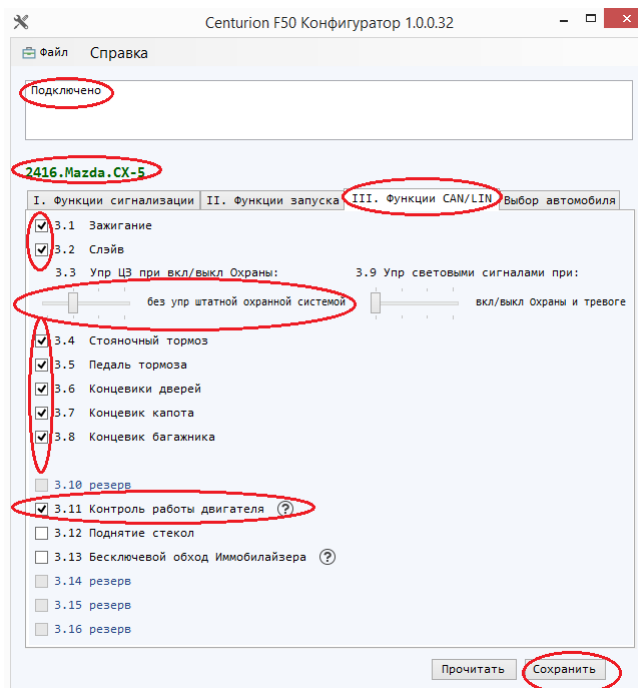 Centurion F50 Конфигуратор 1.0.0.32
Файл Справка
Подключено
2416.Mazda.CX-5
I. Функции сигнализации II. Функции запуска III. Функции CAN/LIN Выбор автомобиля
3.1 Зажигание
3.2 Слэйв
3.3 Упр ЦЗ при вкл/выкл Охраны: 3.9 Упр световыми сигналами при:
без упр штатной охранной системой вкл/выкл Охраны и тревоге
3.4 Стояночный тормоз
3.5 Педаль тормоза
3.6 Концевики дверей
3.7 Концевик капота
3.8 Концевик багажника
3.10 резерв
3.11 Контроль работы двигателя ?
3.12 Поднятие стекол
3.13 Бесключевой обход Иммобилайзера ?
3.14 резерв
3.15 резерв
3.16 резерв
Прочитать Сохранить